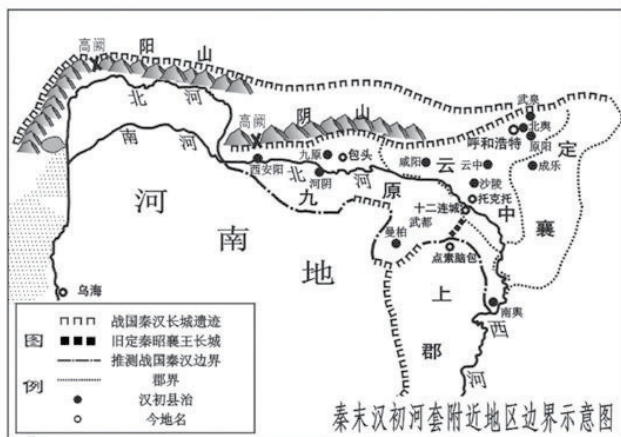 高阙
阳山
北河
南河
高阙
阴山
武泉
北舆
呼和浩特
原阳
定襄
九原
包头
咸阳
云中
云中
成乐
西安阳
北河
河阴
沙陵
托克托
九原
十二连城
武都
河南地
曼柏
点素脑包
上郡
乌海
南舆
西河
图例
战国秦汉长城遗迹
旧定秦昭襄王长城
推测战国秦汉边界
郡界
汉初县治
今地名
秦末汉初河套附近地区边界示意图